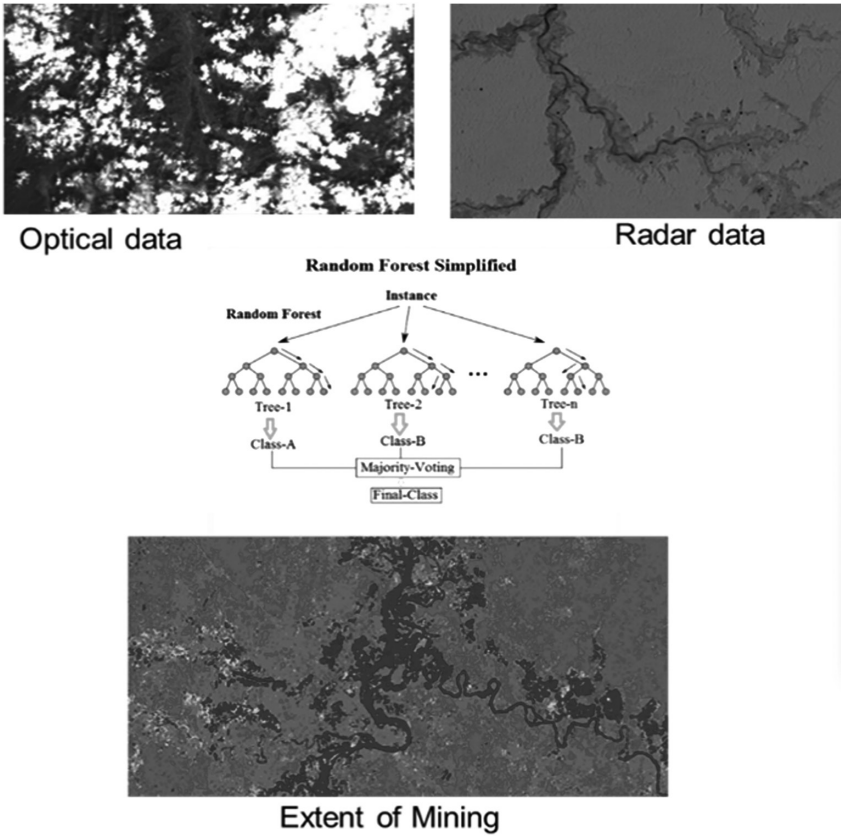 Optical data
Radar data
Random Forest Simplified
Instance
Random Forest
...
Tree-1 Tree-2 Tree-n
Class-A Class-B Class-B
Majority-Voting
Final-Class
Extent of Mining